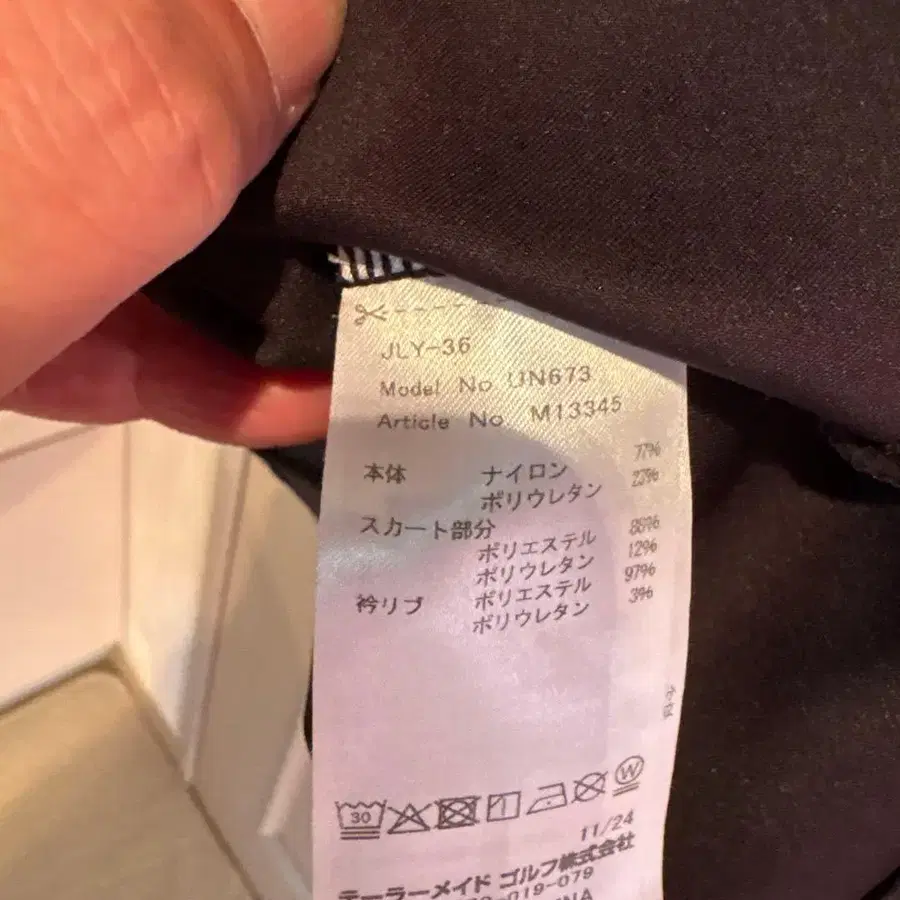 JLY-36
Model No UN673
Article No. M13345
本体 ナイロン 77%
ポリウレタン 23%
スカート部分
ポリエステル 88%
ポリウレタン 12%
衿リブ ポリエステル 97%
ポリウレタン 3%
30
W
11/24
テーラーメイド ゴルフ株式会社
-019-079